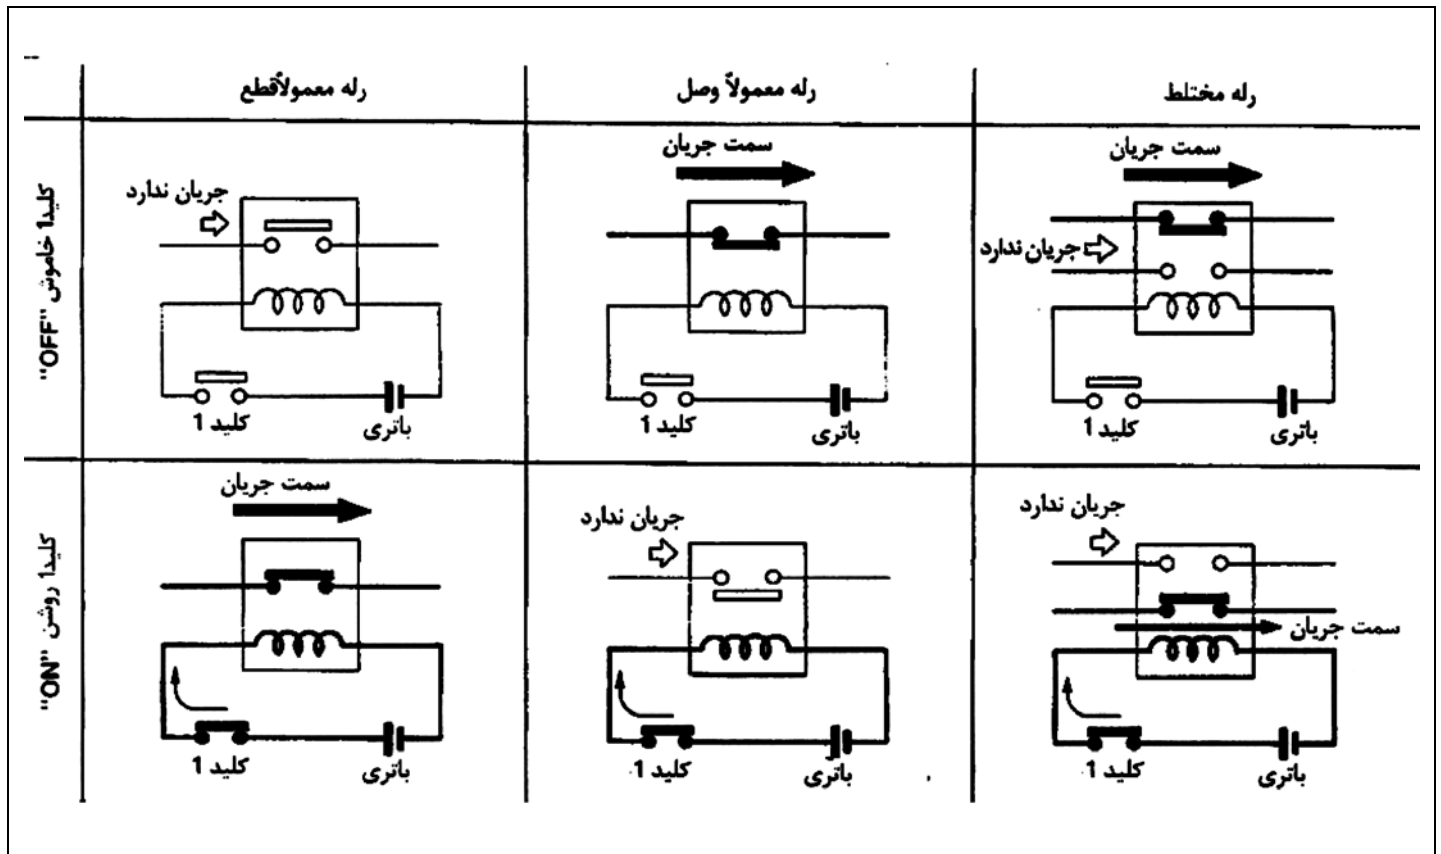 رله مختلط
رله معمولاً وصل
رله معمولاً قطع
کلید1 خاموش "OFF"
سمت جریان
جریان ندارد
کلید 1
باتری
سمت جریان
کلید 1
باتری
جریان ندارد
کلید 1
باتری
کلید1 روشن "ON"
جریان ندارد
سمت جریان
کلید 1
باتری
جریان ندارد
کلید 1
باتری
سمت جریان
کلید 1
باتری